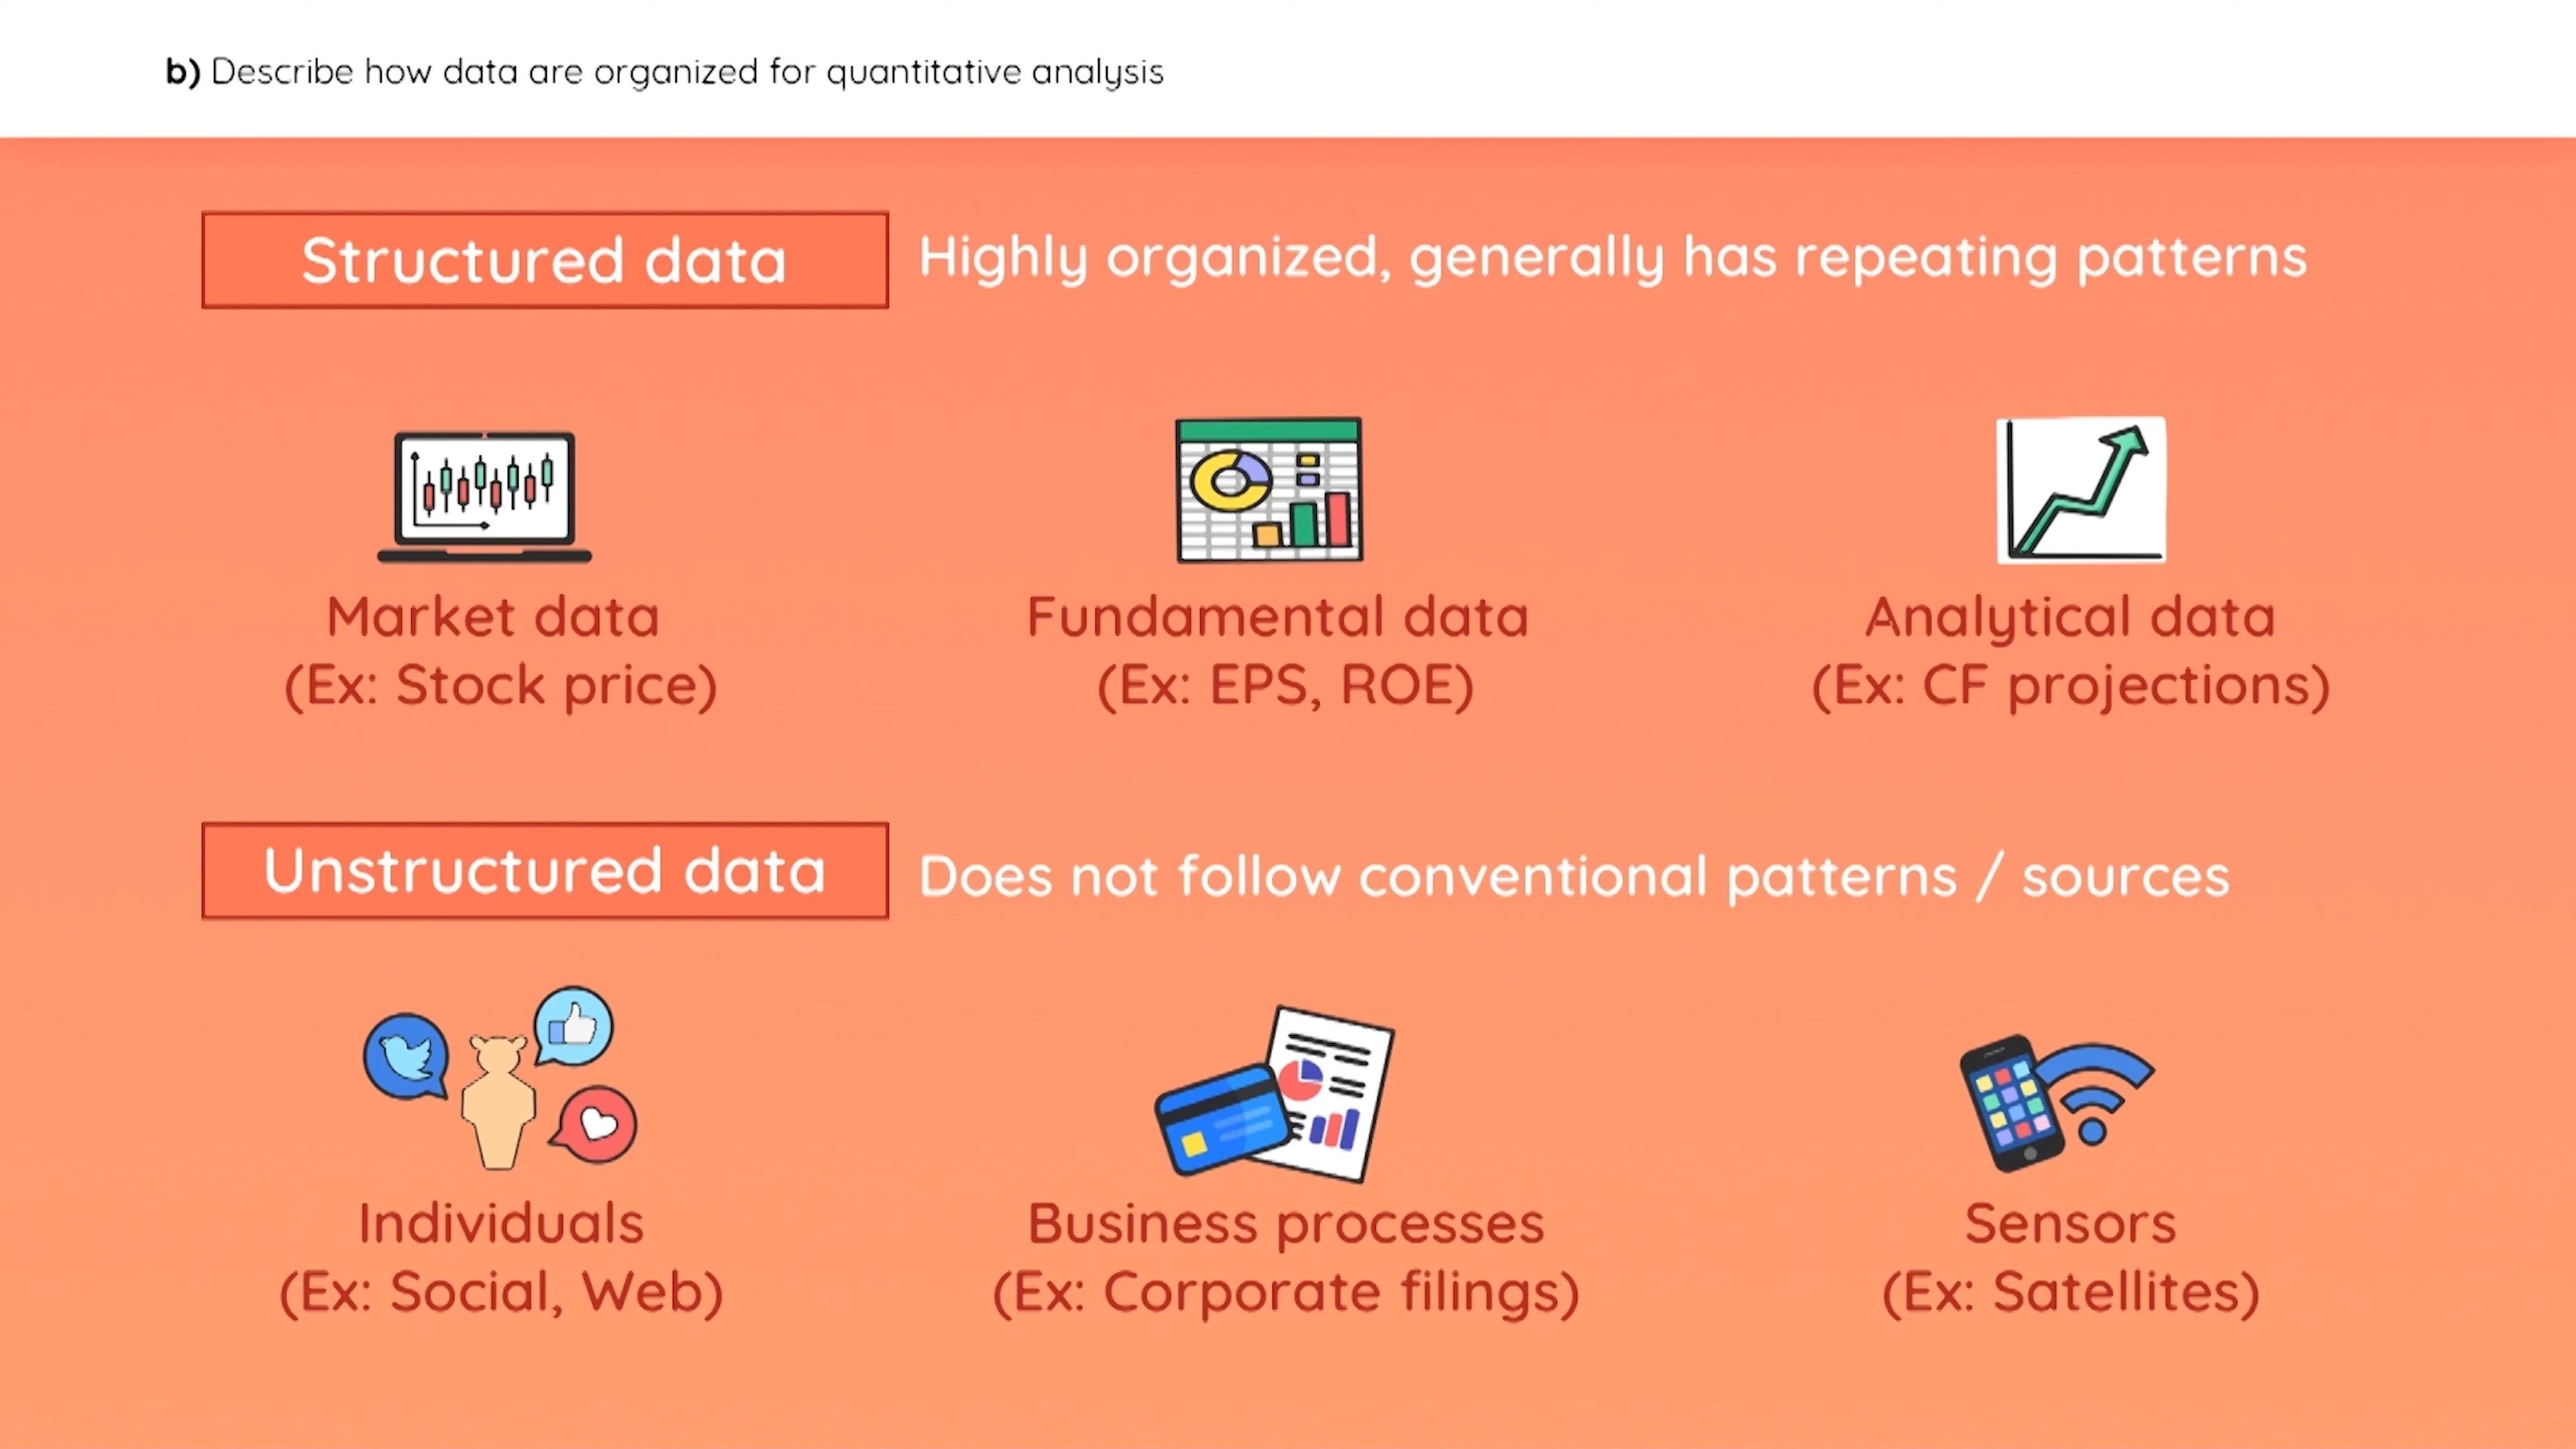 b) Describe how data are organized for quantitative analysis
Structured data
Highly organized, generally has repeating patterns
Market data
(Ex: Stock price)
Fundamental data
(Ex: EPS, ROE)
Analytical data
(Ex: CF projections)
Unstructured data
Does not follow conventional patterns / sources
Individuals
(Ex: Social, Web)
Business processes
(Ex: Corporate filings)
Sensors
(Ex: Satellites)